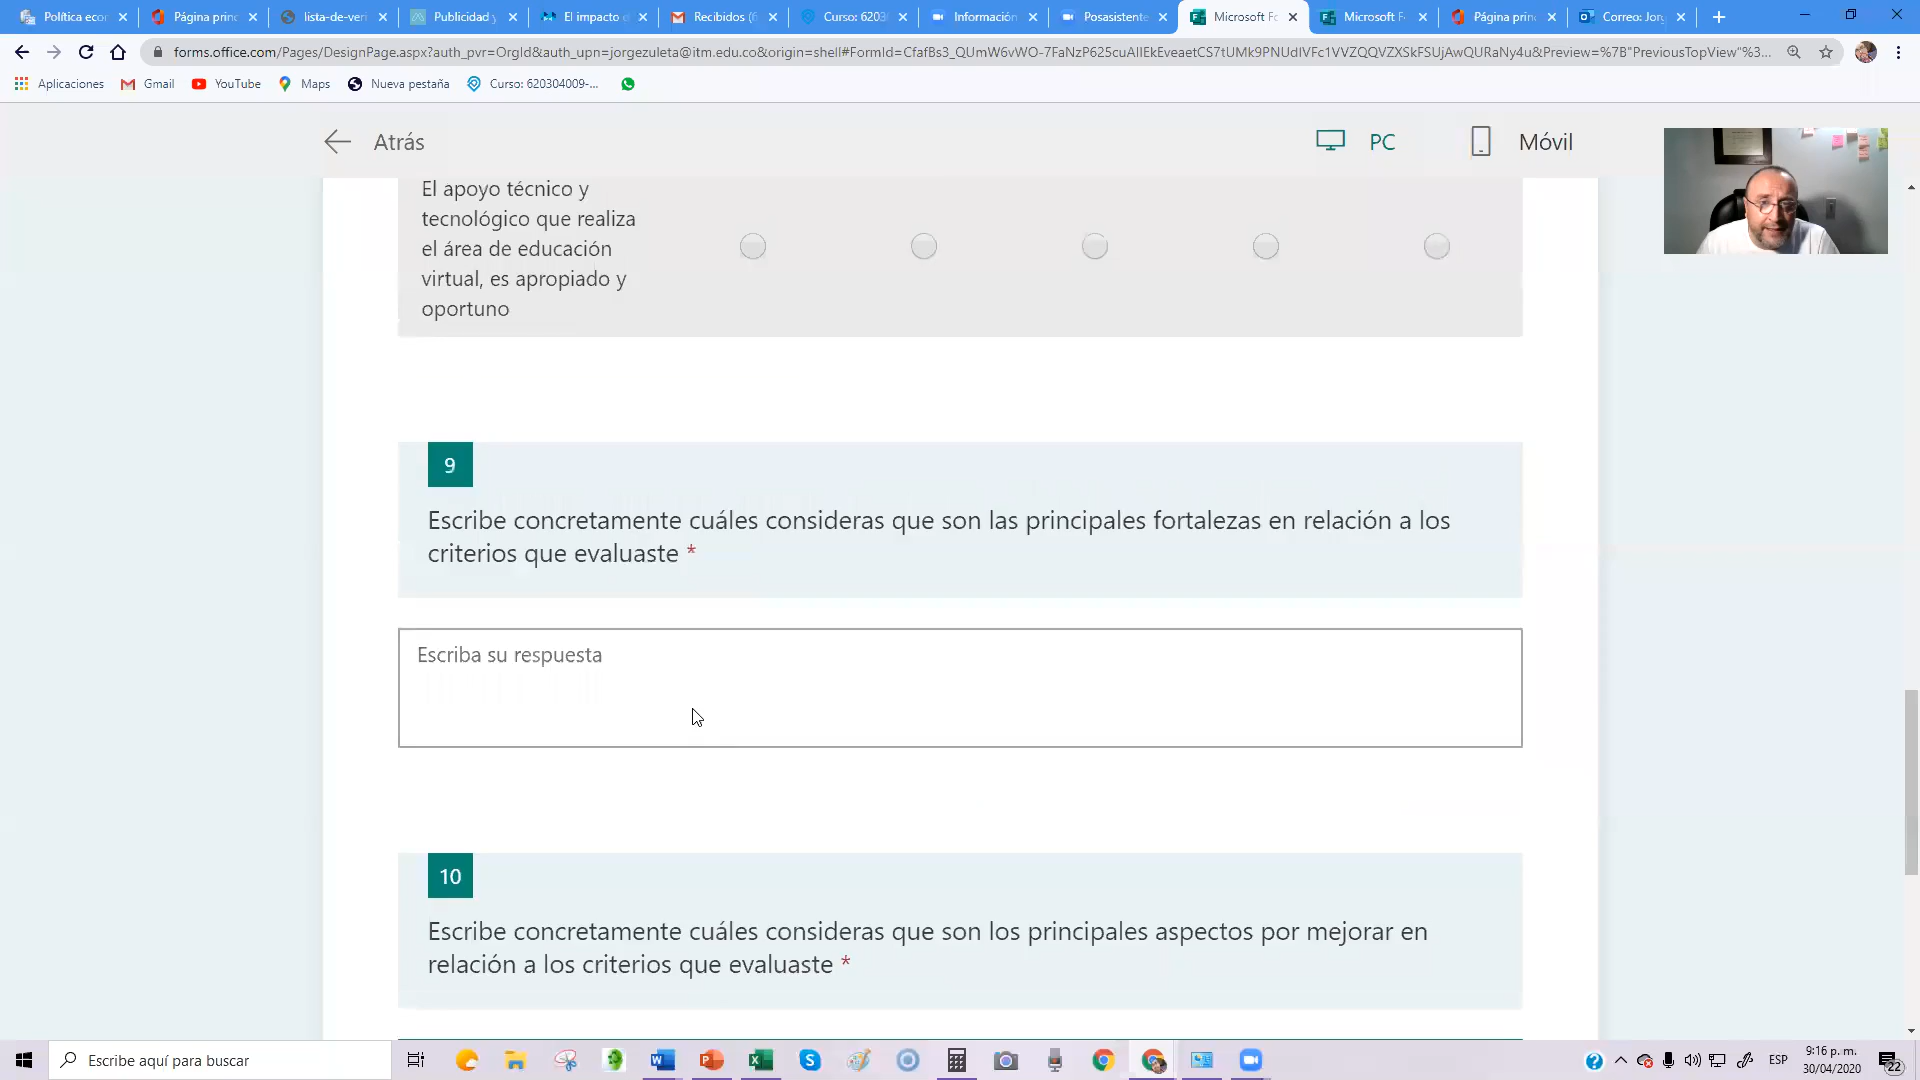 Política econ
Página princ
lista-de-veri
Publicidad y
El impacto d
Recibidos (6
Curso: 6203
Información
Posasistente
Microsoft Fo
Microsoft Fo
Página princ
Correo: Jorg
forms.office.com/Pages/DesignPage.aspx?auth_pvr=OrgId&auth_upn=jorgezuleta@itm.edu.co&origin=shell#FormId=CfafBs3_QUmW6vWO-7FaNzP625cuAIlEkEveaetCS7tUMk9PNUdIVFc1VVZQQVZXSkFSUjAwQURaNy4u&Preview=%7B"PreviousTopView"%3...
Aplicaciones
Gmail
YouTube
Maps
Nueva pestaña
Curso: 620304009-...
Atrás
PC
Móvil
El apoyo técnico y
tecnológico que realiza
el área de educación
virtual, es apropiado y
oportuno
9
Escribe concretamente cuáles consideras que son las principales fortalezas en relación a los
criterios que evaluaste *
Escriba su respuesta
10
Escribe concretamente cuáles consideras que son los principales aspectos por mejorar en
relación a los criterios que evaluaste *
Escribe aquí para buscar
ESP
9:16 p. m.
30/04/2020
22